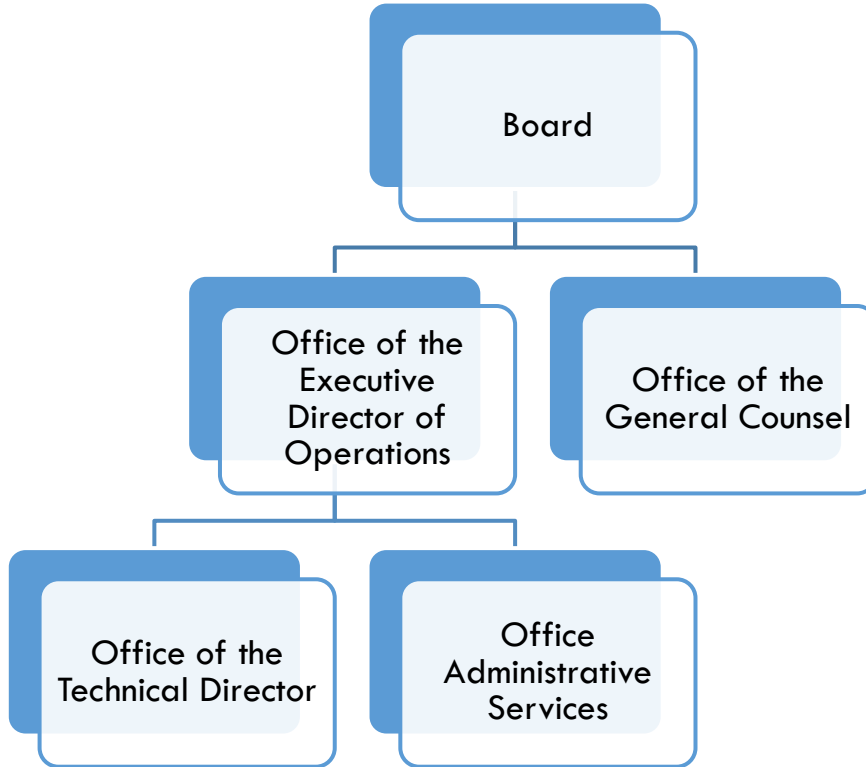 Board
Office of the
Executive
Director of
Operations
Office of the
General Counsel
Office of the
Technical Director
Office
Administrative
Services